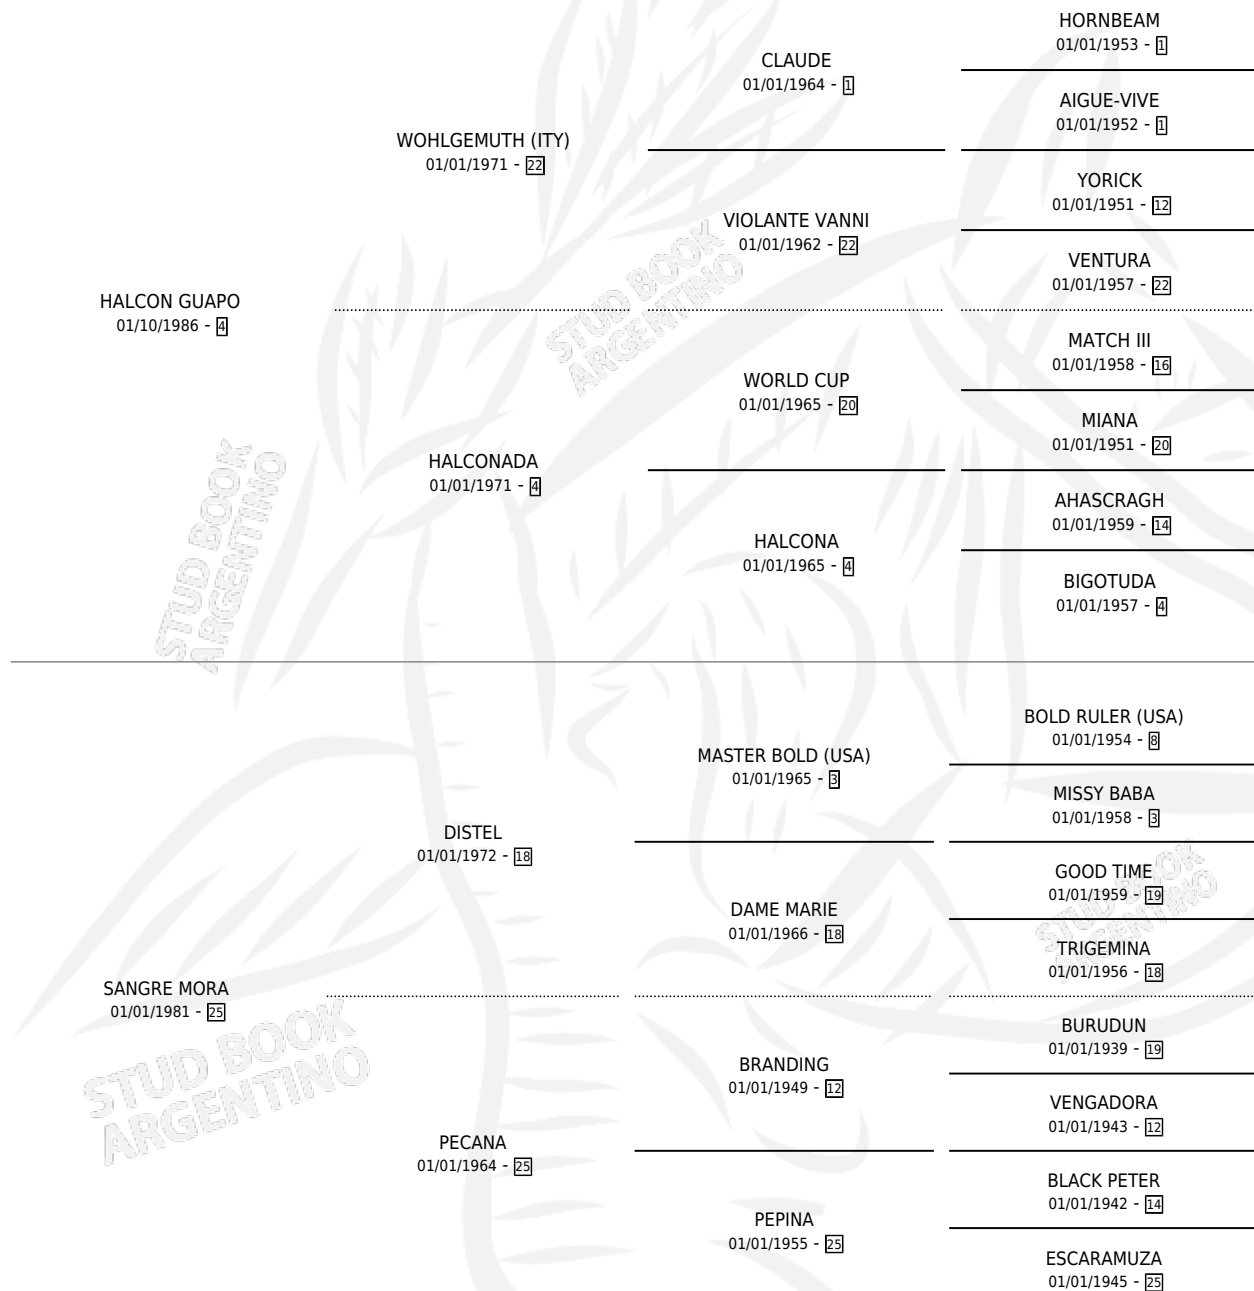 HORNBEAM
01/01/1953 - 1
CLAUDE
01/01/1964 - 1
AIGUE-VIVE
01/01/1952 - 1
WOHLGEMUTH (ITY)
01/01/1971 - 22
YORICK
01/01/1951 - 12
VIOLANTE VANNI
01/01/1962 - 22
VENTURA
01/01/1957 - 22
HALCON GUAPO
01/10/1986 - 4
STUD BOOK
ARGENTINO
MATCH III
01/01/1958 - 16
WORLD CUP
01/01/1965 - 20
MIANA
01/01/1951 - 20
HALCONADA
01/01/1971 - 4
AHASCRAGH
01/01/1959 - 14
HALCONA
01/01/1965 - 4
BIGOTUDA
01/01/1957 - 4
STUD BOOK
ARGENTINO
BOLD RULER (USA)
01/01/1954 - 8
MASTER BOLD (USA)
01/01/1965 - 3
MISSY BABA
01/01/1958 - 3
DISTEL
01/01/1972 - 18
GOOD TIME
01/01/1959 - 19
DAME MARIE
01/01/1966 - 18
TRIGEMINA
01/01/1956 - 18
STUD BOOK
ARGENTINO
SANGRE MORA
01/01/1981 - 25
STUD BOOK
ARGENTINO
BURUDUN
01/01/1939 - 19
BRANDING
01/01/1949 - 12
VENGADORA
01/01/1943 - 12
PECANA
01/01/1964 - 25
BLACK PETER
01/01/1942 - 14
PEPINA
01/01/1955 - 25
ESCARAMUZA
01/01/1945 - 25